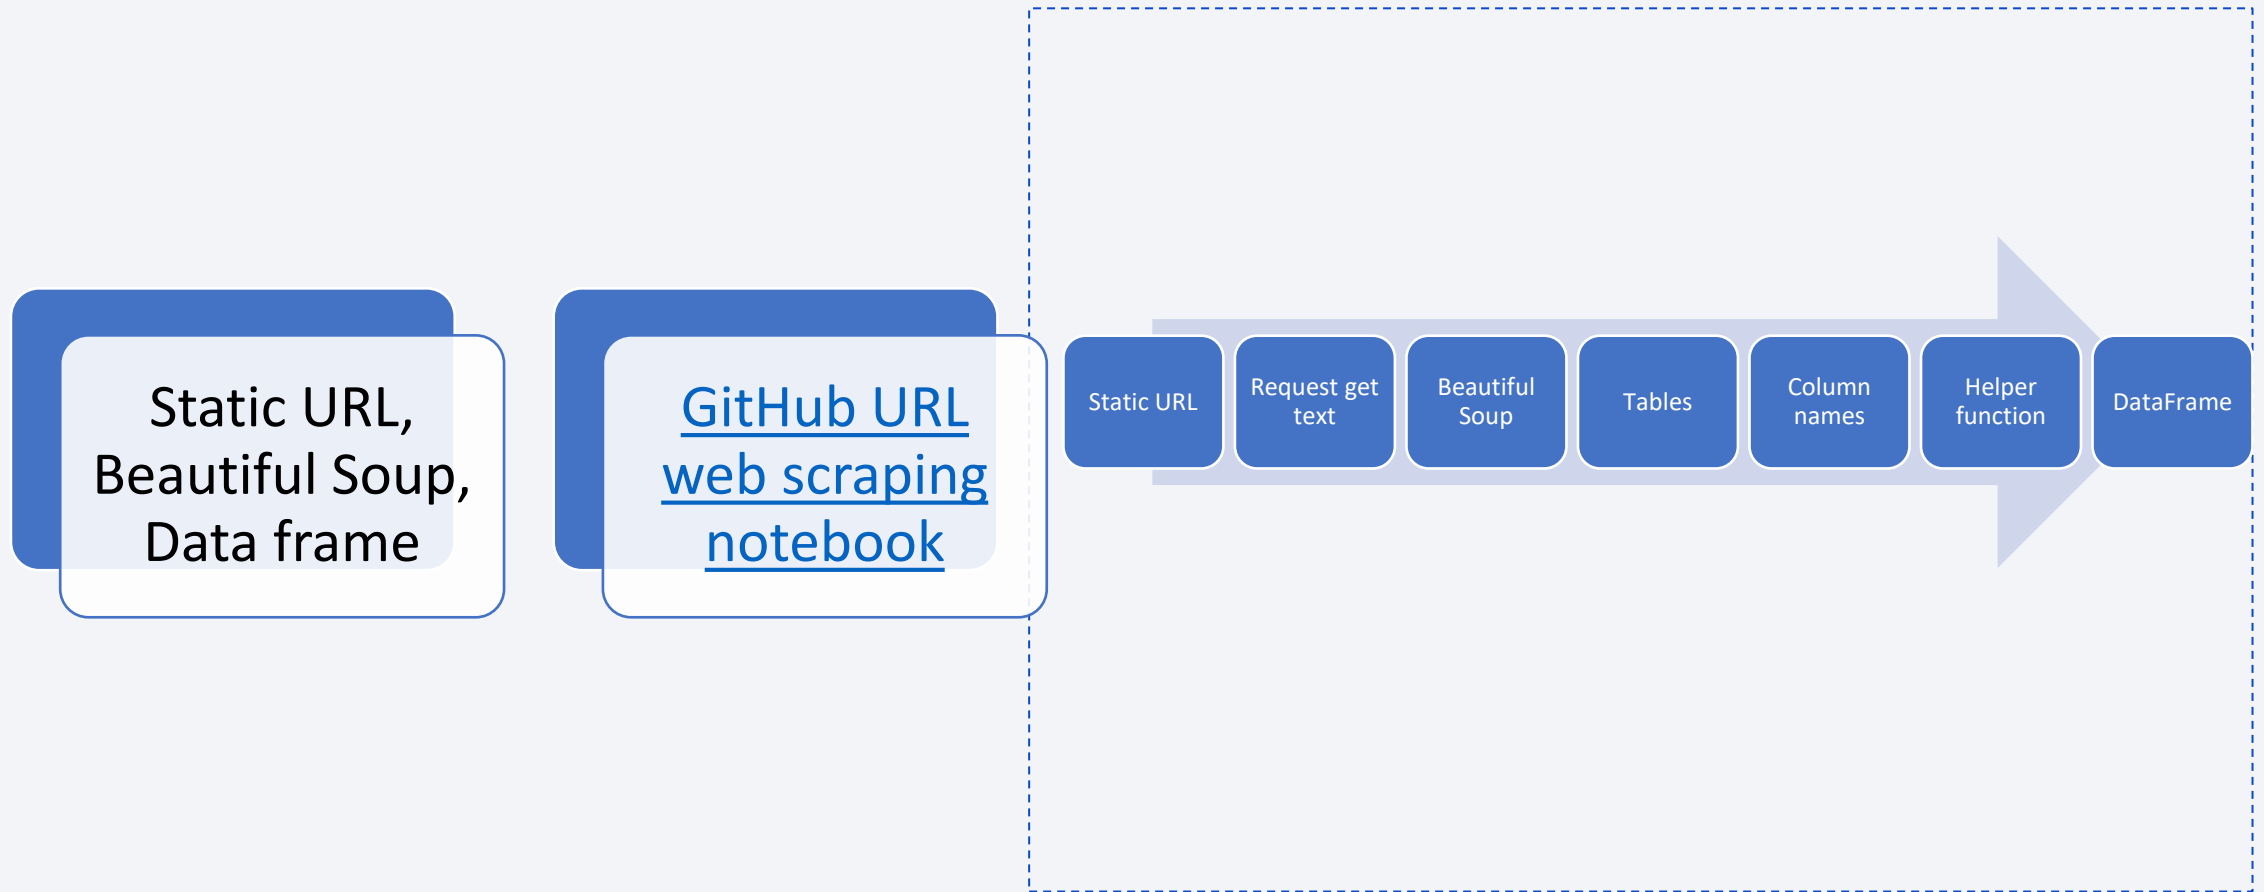 Static URL,
Beautiful Soup,
Data frame
GitHub URL
web scraping
notebook
Static URL
Request get
text
Beautiful
Soup
Tables
Column
names
Helper
function
DataFrame